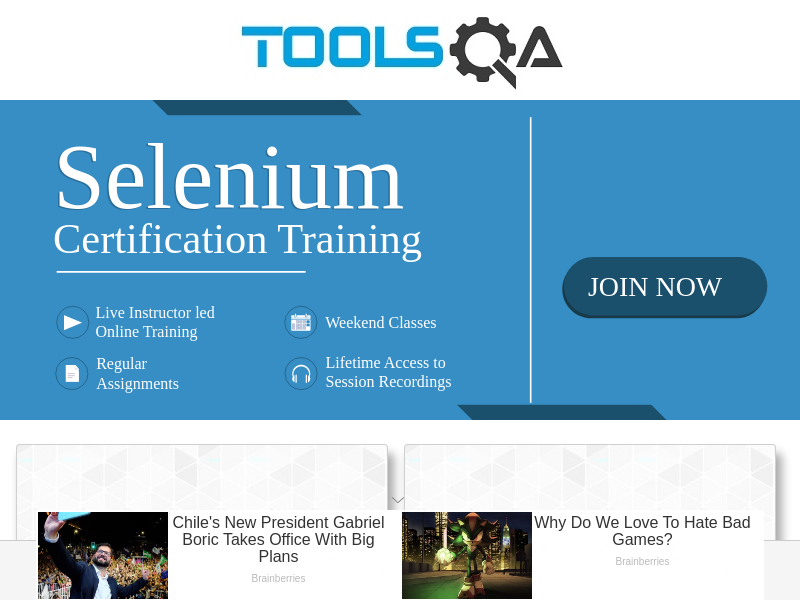 TOOLSQA
Selenium
Certification Training
JOIN NOW
Live Instructor led
Online Training
Weekend Classes
Regular
Assignments
Lifetime Access to
Session Recordings
Chile's New President Gabriel
Boric Takes Office With Big
Plans
Brainberries
Why Do We Love To Hate Bad
Games?
Brainberries